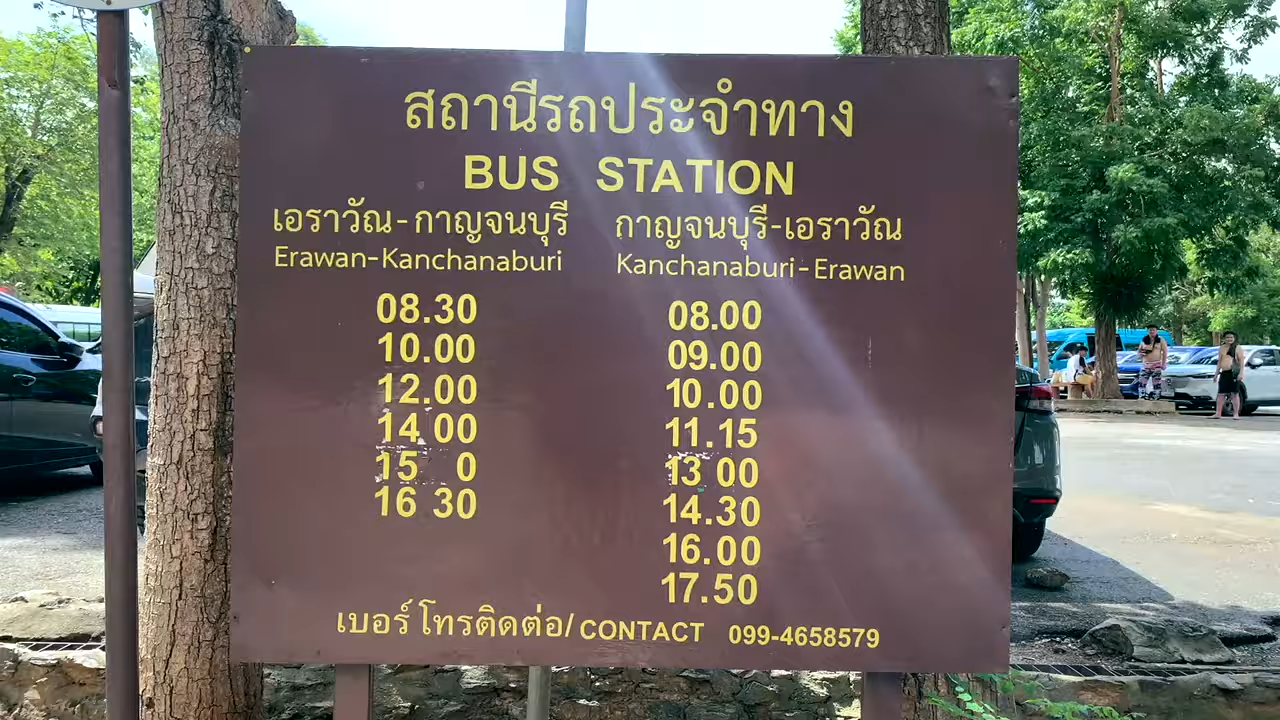 สถานีรถประจำทาง
BUS STATION
เอราวัณ-กาญจนบุรี
Erawan-Kanchanaburi
08.30
10.00
12.00
14 00
15 0
16 30
กาญจนบุรี-เอราวัณ
Kanchanaburi-Erawan
08.00
09.00
10.00
11.15
13 00
14.30
16.00
17.50
เบอร์ โทรติดต่อ/ CONTACT 099-4658579